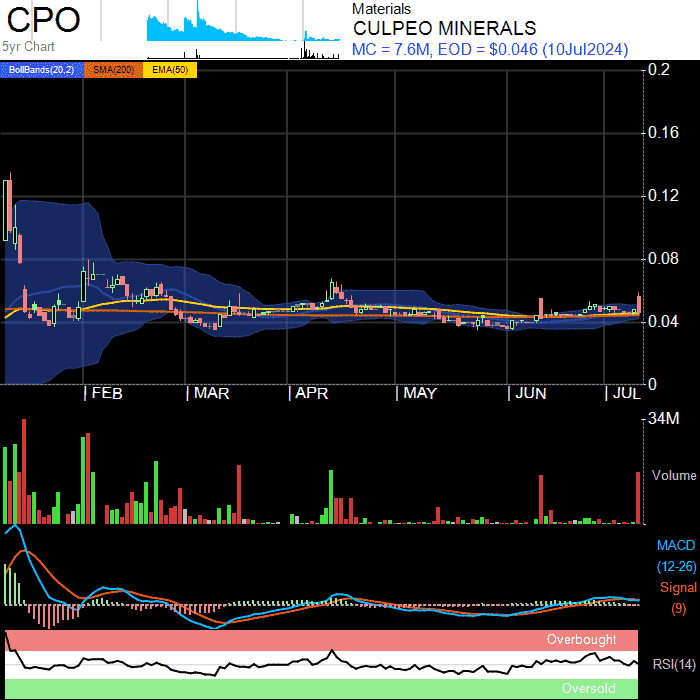 CPO
5yr Chart
Materials
CULPEO MINERALS
MC = 7.6M, EOD = $0.046 (10Jul2024)
BollBands(20,2) SMA(200) EMA(50)
0.2
0.16
0.12
0.08
0.04
0
FEB MAR APR MAY JUN JUL
34M
Volume
MACD
(12-26)
Signal
(9)
Overbought
RSI(14)
Oversold